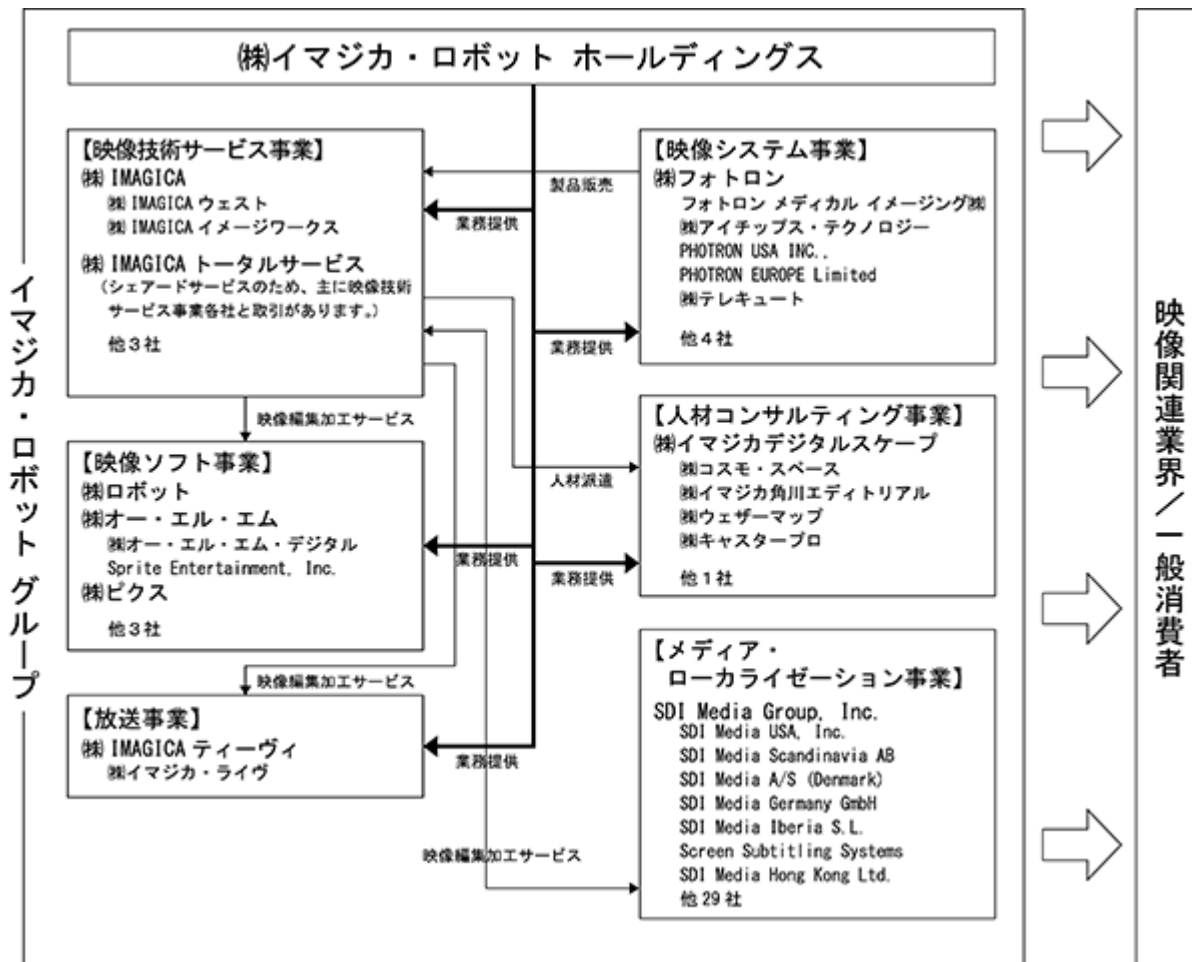 ㈱イマジカ・ロボット ホールディングス
イマジカ・ロボット グループ
【映像技術サービス事業】
㈱ IMAGICA
㈱ IMAGICA ウェスト
㈱ IMAGICA イメージワークス
㈱ IMAGICA トータルサービス
(シェアードサービスのため、主に映像技術
サービス事業各社と取引があります。)
他3社
製品販売
業務提供
業務提供
【映像システム事業】
㈱フォトロン
フォトロン メディカル イメージング㈱
㈱アイチップス・テクノロジー
PHOTRON USA INC.,
PHOTRON EUROPE Limited
㈱テレキュート
他4社
映像編集加工サービス
【映像ソフト事業】
㈱ロボット
㈱オー・エル・エム
㈱オー・エル・エム・デジタル
Sprite Entertainment, Inc.
㈱ピクス
他3社
人材派遣
業務提供
業務提供
【人材コンサルティング事業】
㈱イマジカデジタルスケープ
㈱コスモ・スペース
㈱イマジカ角川エディトリアル
㈱ウェザーマップ
㈱キャスタープロ
他1社
映像編集加工サービス
【放送事業】
㈱ IMAGICA ティーヴィ
㈱イマジカ・ライヴ
業務提供
映像編集加工サービス
【メディア・
ローカライゼーション事業】
SDI Media Group, Inc.
SDI Media USA, Inc.
SDI Media Scandinavia AB
SDI Media A/S (Denmark)
SDI Media Germany GmbH
SDI Media Iberia S.L.
Screen Subtitling Systems
SDI Media Hong Kong Ltd.
他29社
映像関連業界/一般消費者